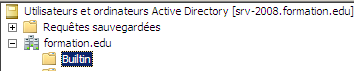 Utilisateurs et ordinateurs Active Directory [srv-2008.formation.edu]
Requêtes sauvegardées
formation.edu
Builtin